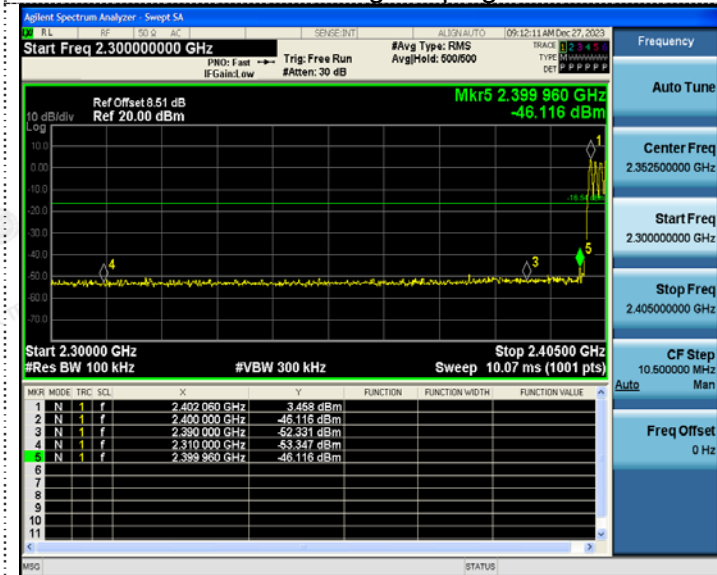 Agilent Spectrum Analyzer - Swept SA
RL RF 50 Ω AC SENSE:INT ALIGN AUTO 09:12:11 AM Dec 27, 2023
Start Freq 2.300000000 GHz
PNO: Fast
IFGain:Low
Trig: Free Run
#Atten: 30 dB
#Avg Type: RMS
Avg|Hold: 500/500
TRACE 1 2 3 4 5 6
TYPE M
DET P P P P P P
Mkr5 2.399 960 GHz
-46.116 dBm
Ref Offset 8.51 dB
10 dB/div Ref 20.00 dBm
Log
10.0
0.00
-10.0
-20.0
-30.0
-40.0
-50.0
-60.0
-70.0
1
5
3
4
Start 2.30000 GHz Stop 2.40500 GHz
#Res BW 100 kHz #VBW 300 kHz Sweep 10.07 ms (1001 pts)
MKR MODE TRC SCL X Y FUNCTION FUNCTION WIDTH FUNCTION VALUE
1 N 1 f 2.402 060 GHz 3.458 dBm
2 N 1 f 2.400 000 GHz -46.116 dBm
3 N 1 f 2.390 000 GHz -52.331 dBm
4 N 1 f 2.310 000 GHz -53.347 dBm
5 N 1 f 2.399 960 GHz -46.116 dBm
6
7
8
9
10
11
MSG STATUS
Frequency
Auto Tune
Center Freq
2.352500000 GHz
Start Freq
2.300000000 GHz
Stop Freq
2.405000000 GHz
CF Step
10.500000 MHz
Auto Man
Freq Offset
0 Hz